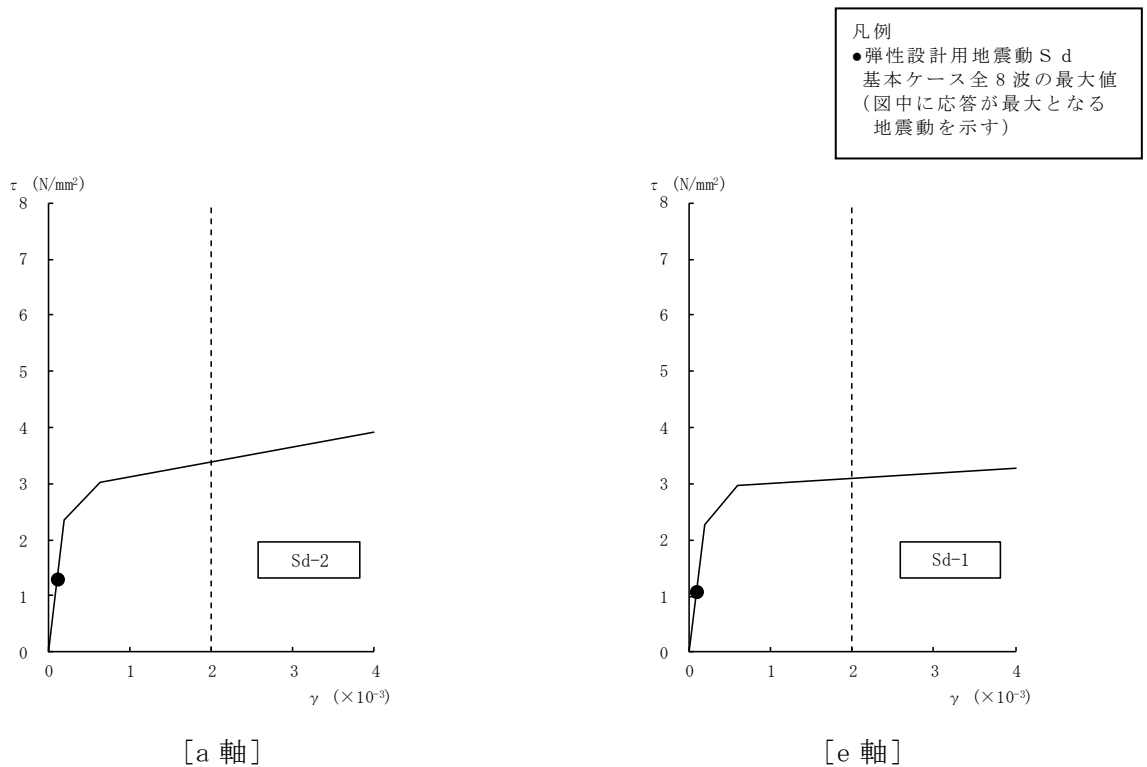 凡例
●弾性設計用地震動Ｓｄ
基本ケース全８波の最大値
（図中に応答が最大となる
地震動を示す）
τ (N/mm²)
8
7
6
5
4
3
2
1
0
0 1 2 3 4
γ (×10⁻³)
Sd-2
[a 軸]
τ (N/mm²)
8
7
6
5
4
3
2
1
0
0 1 2 3 4
γ (×10⁻³)
Sd-1
[e 軸]